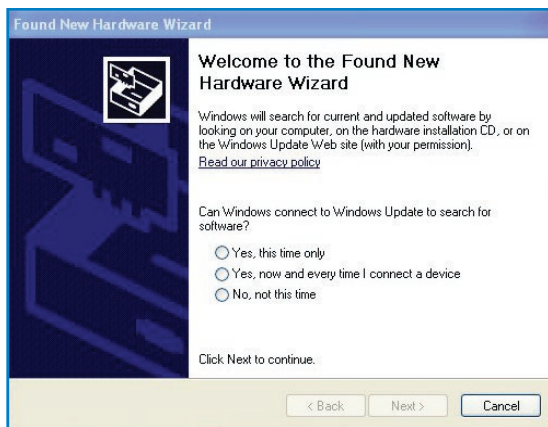 Found New Hardware Wizard
Welcome to the Found New
Hardware Wizard
Windows will search for current and updated software by
looking on your computer, on the hardware installation CD, or on
the Windows Update Web site (with your permission).
Read our privacy policy
Can Windows connect to Windows Update to search for
software?
Yes, this time only
Yes, now and every time I connect a device
No, not this time
Click Next to continue.
< Back Next > Cancel